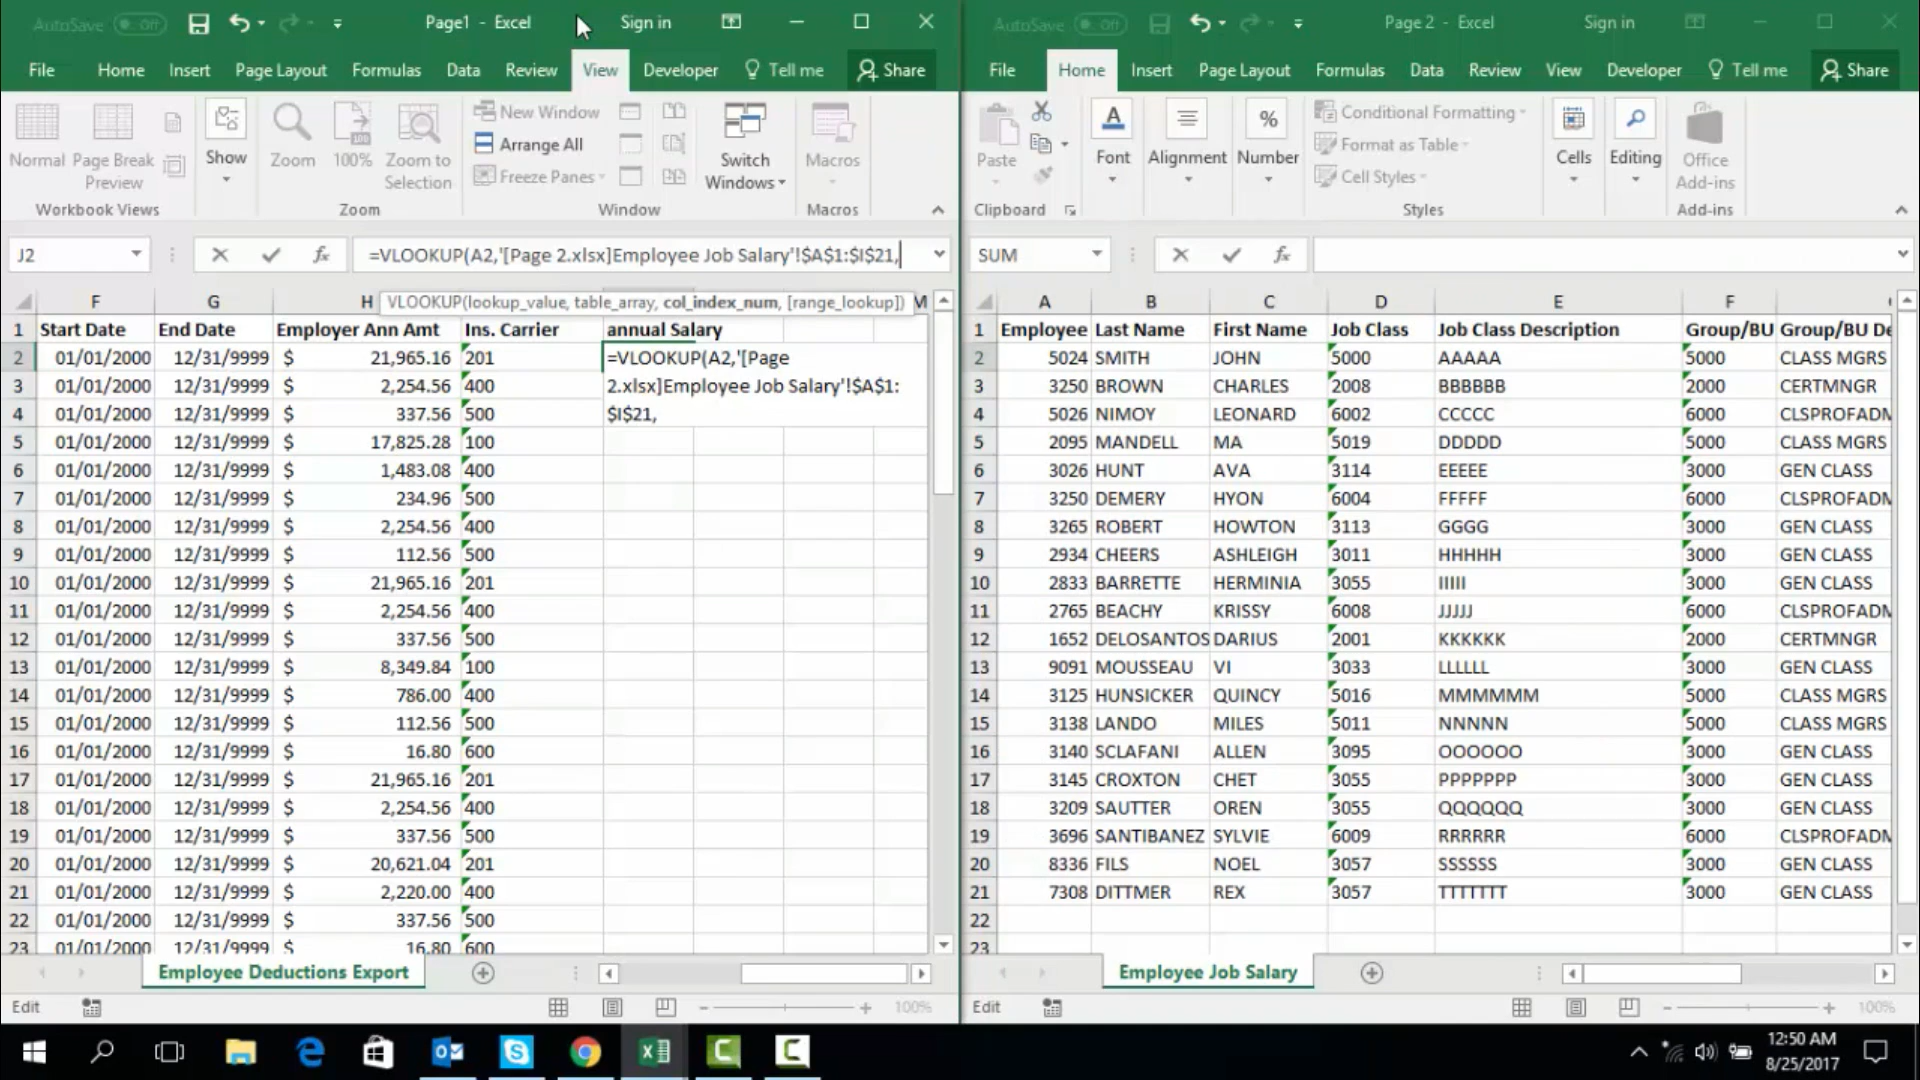 AutoSave Off Page1 - Excel Sign in
File Home Insert Page Layout Formulas Data Review View Developer Tell me Share
Normal Page Break Preview Show Zoom 100% Zoom to Selection New Window Arrange All Freeze Panes Switch Windows Macros
Workbook Views Zoom Window Macros
J2 fx =VLOOKUP(A2,'[Page 2.xlsx]Employee Job Salary'!$A$1:$I$21,
VLOOKUP(lookup_value, table_array, col_index_num, [range_lookup])
F G H M
1 Start Date End Date Employer Ann Amt Ins. Carrier annual Salary
2 01/01/2000 12/31/9999 $ 21,965.16 201 =VLOOKUP(A2,'[Page
3 01/01/2000 12/31/9999 $ 2,254.56 400 2.xlsx]Employee Job Salary'!$A$1:
4 01/01/2000 12/31/9999 $ 337.56 500 $I$21,
5 01/01/2000 12/31/9999 $ 17,825.28 100
6 01/01/2000 12/31/9999 $ 1,483.08 400
7 01/01/2000 12/31/9999 $ 234.96 500
8 01/01/2000 12/31/9999 $ 2,254.56 400
9 01/01/2000 12/31/9999 $ 112.56 500
10 01/01/2000 12/31/9999 $ 21,965.16 201
11 01/01/2000 12/31/9999 $ 2,254.56 400
12 01/01/2000 12/31/9999 $ 337.56 500
13 01/01/2000 12/31/9999 $ 8,349.84 100
14 01/01/2000 12/31/9999 $ 786.00 400
15 01/01/2000 12/31/9999 $ 112.56 500
16 01/01/2000 12/31/9999 $ 16.80 600
17 01/01/2000 12/31/9999 $ 21,965.16 201
18 01/01/2000 12/31/9999 $ 2,254.56 400
19 01/01/2000 12/31/9999 $ 337.56 500
20 01/01/2000 12/31/9999 $ 20,621.04 201
21 01/01/2000 12/31/9999 $ 2,220.00 400
22 01/01/2000 12/31/9999 $ 337.56 500
23 01/01/2000 12/31/9999 $ 16.80 600
Employee Deductions Export
Edit 100%
AutoSave Off Page 2 - Excel Sign in
File Home Insert Page Layout Formulas Data Review View Developer Tell me Share
Paste Font Alignment Number Conditional Formatting Format as Table Cell Styles Cells Editing Office Add-ins
Clipboard Styles Add-ins
SUM fx
A B C D E F
1 Employee Last Name First Name Job Class Job Class Description Group/BU Group/BU De
2 5024 SMITH JOHN 5000 AAAAA 5000 CLASS MGRS
3 3250 BROWN CHARLES 2008 BBBBBB 2000 CERTMNGR
4 5026 NIMOY LEONARD 6002 CCCCC 6000 CLSPROFADM
5 2095 MANDELL MA 5019 DDDDD 5000 CLASS MGRS
6 3026 HUNT AVA 3114 EEEEE 3000 GEN CLASS
7 3250 DEMERY HYON 6004 FFFFF 6000 CLSPROFADM
8 3265 ROBERT HOWTON 3113 GGGG 3000 GEN CLASS
9 2934 CHEERS ASHLEIGH 3011 HHHHH 3000 GEN CLASS
10 2833 BARRETTE HERMINIA 3055 IIIII 3000 GEN CLASS
11 2765 BEACHY KRISSY 6008 JJJJJ 6000 CLSPROFADM
12 1652 DELOSANTOS DARIUS 2001 KKKKKK 2000 CERTMNGR
13 9091 MOUSSEAU VI 3033 LLLLLL 3000 GEN CLASS
14 3125 HUNSICKER QUINCY 5016 MMMMMM 5000 CLASS MGRS
15 3138 LANDO MILES 5011 NNNNN 5000 CLASS MGRS
16 3140 SCLAFANI ALLEN 3095 OOOOOO 3000 GEN CLASS
17 3145 CROXTON CHET 3055 PPPPPPP 3000 GEN CLASS
18 3209 SAUTTER OREN 3055 QQQQQQ 3000 GEN CLASS
19 3696 SANTIBANEZ SYLVIE 6009 RRRRRR 6000 CLSPROFADM
20 8336 FILS NOEL 3057 SSSSSS 3000 GEN CLASS
21 7308 DITTMER REX 3057 TTTTTTT 3000 GEN CLASS
22
23
Employee Job Salary
Edit 100%
12:50 AM
8/25/2017